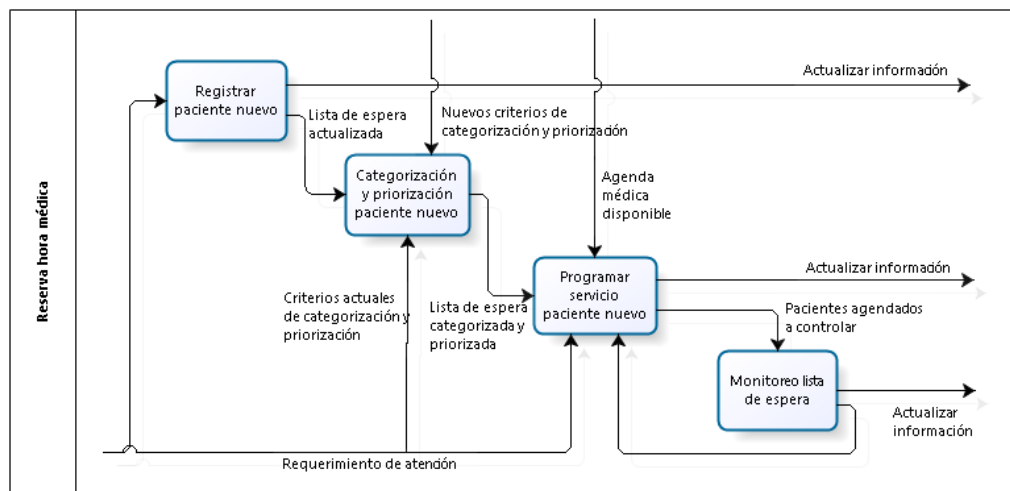 Reserva hora médica
Registrar
paciente nuevo
Actualizar información
Lista de espera
actualizada
Nuevos criterios de
categorización y priorización
Categorización
y priorización
paciente nuevo
Agenda
médica
disponible
Programar
servicio
paciente nuevo
Actualizar información
Criterios actuales
de categorización y
priorización
Lista de espera
categorizada y
priorizada
Pacientes agendados
a controlar
Monitoreo lista
de espera
Actualizar
información
Requerimiento de atención